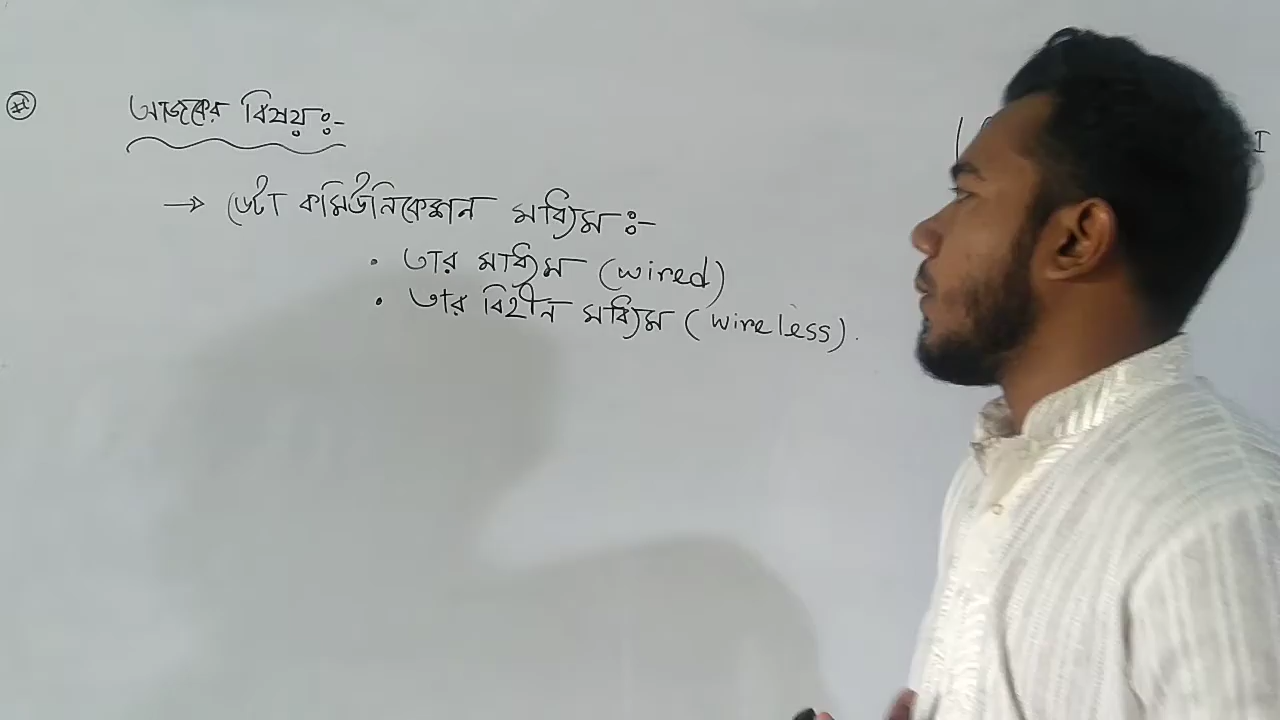 আজকের বিষয়ঃ-
→ ডেটা কমিউনিকেশন মাধ্যমঃ-
• তার মাধ্যম (wired)
• তার বিহীন মাধ্যম (wireless).